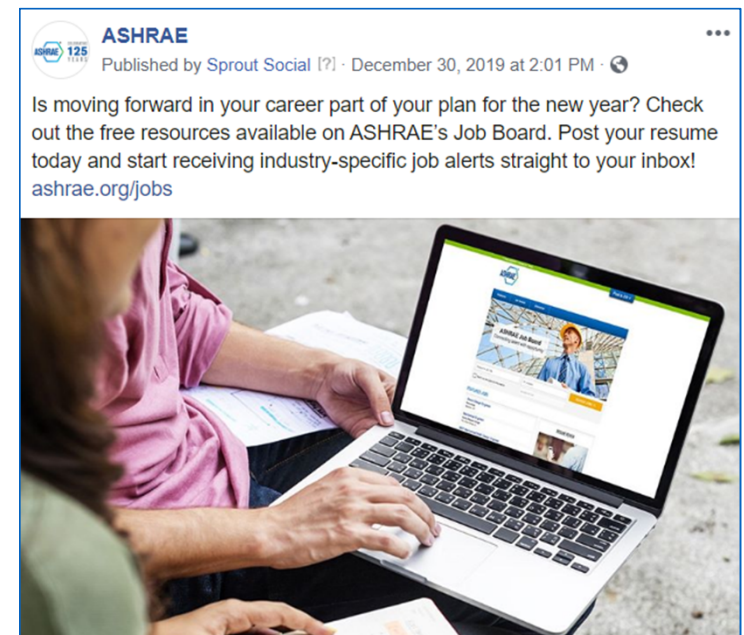 ASHRAE
ASHRAE 125
YEARS
Published by Sprout Social [?] · December 30, 2019 at 2:01 PM ·
Is moving forward in your career part of your plan for the new year? Check
out the free resources available on ASHRAE's Job Board. Post your resume
today and start receiving industry-specific job alerts straight to your inbox!
ashrae.org/jobs
ASHRAE
ASHRAE Job Board
FEATURED JOBS